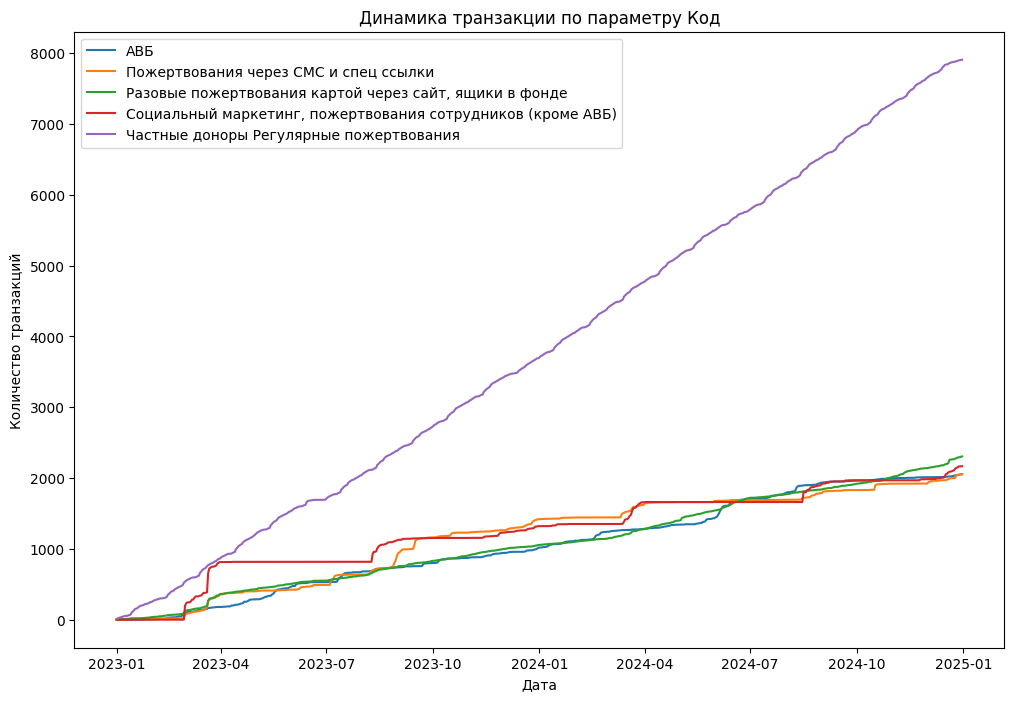 Динамика транзакции по параметру Код
АВБ
Пожертвования через СМС и спец ссылки
Разовые пожертвования картой через сайт, ящики в фонде
Социальный маркетинг, пожертвования сотрудников (кроме АВБ)
Частные доноры Регулярные пожертвования
Количество транзакций
8000
7000
6000
5000
4000
3000
2000
1000
0
2023-01 2023-04 2023-07 2023-10 2024-01 2024-04 2024-07 2024-10 2025-01
Дата